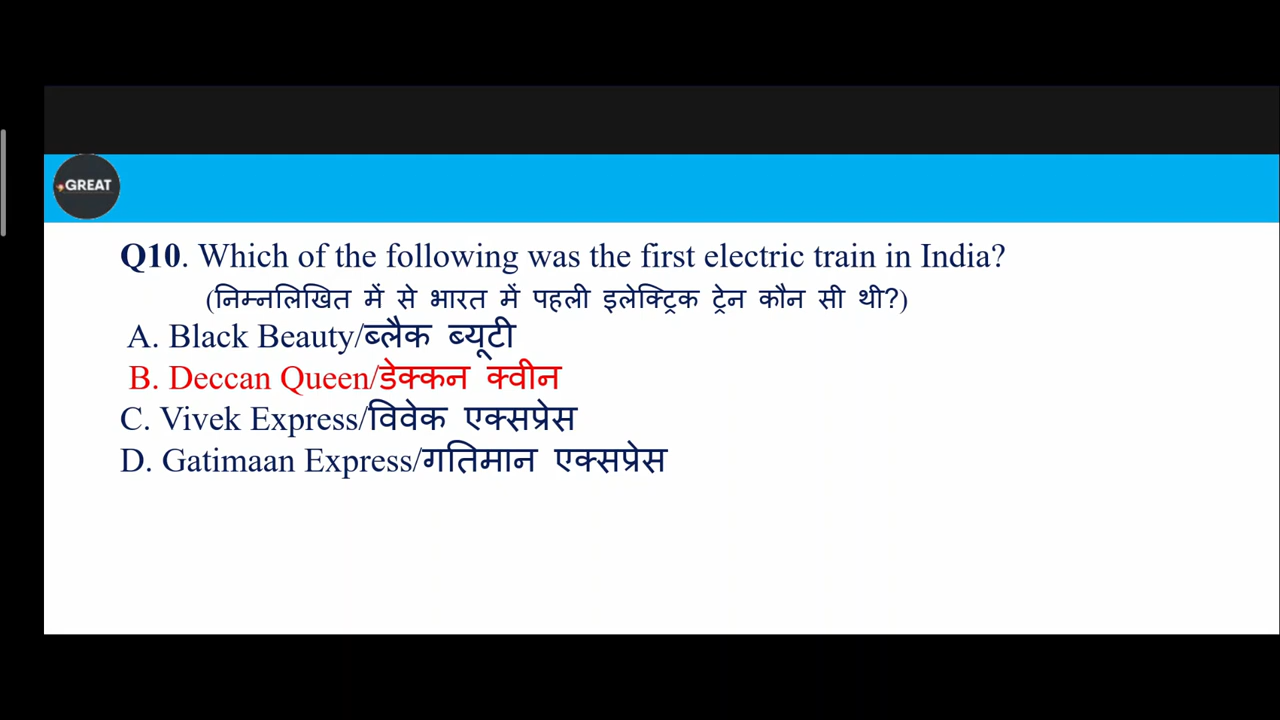 GREAT
Q10. Which of the following was the first electric train in India?
(निम्नलिखित में से भारत में पहली इलेक्ट्रिक ट्रेन कौन सी थी?)
A. Black Beauty/ब्लैक ब्यूटी
B. Deccan Queen/डेक्कन क्वीन
C. Vivek Express/विवेक एक्सप्रेस
D. Gatimaan Express/गतिमान एक्सप्रेस